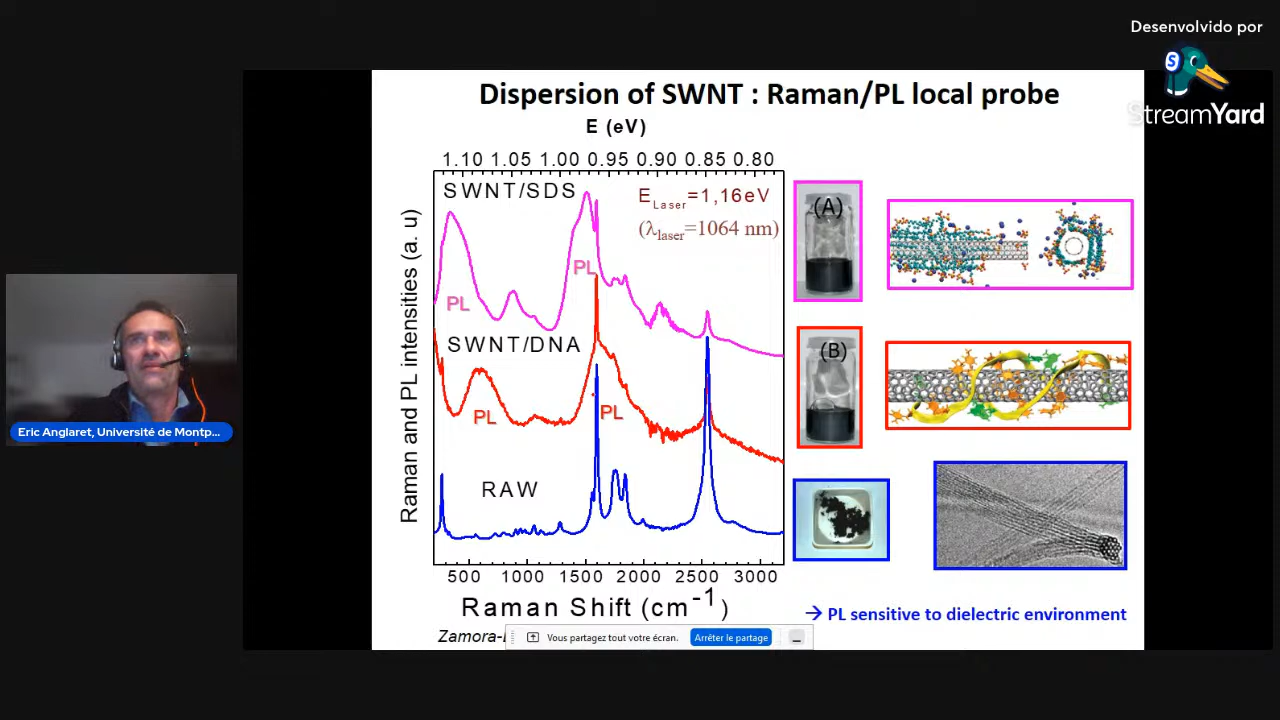 Desenvolvido por
S
StreamYard
Dispersion of SWNT : Raman/PL local probe
E (eV)
1.10 1.05 1.00 0.95 0.90 0.85 0.80
SWNT/SDS
E Laser=1,16eV
(λlaser=1064 nm)
PL
PL
SWNT/DNA
PL
PL
RAW
Raman and PL intensities (a. u)
500 1000 1500 2000 2500 3000
Raman Shift (cm-1)
(A)
(B)
→ PL sensitive to dielectric environment
Vous partagez tout votre écran.
Arrêter le partage
Eric Anglaret, Université de Montp...